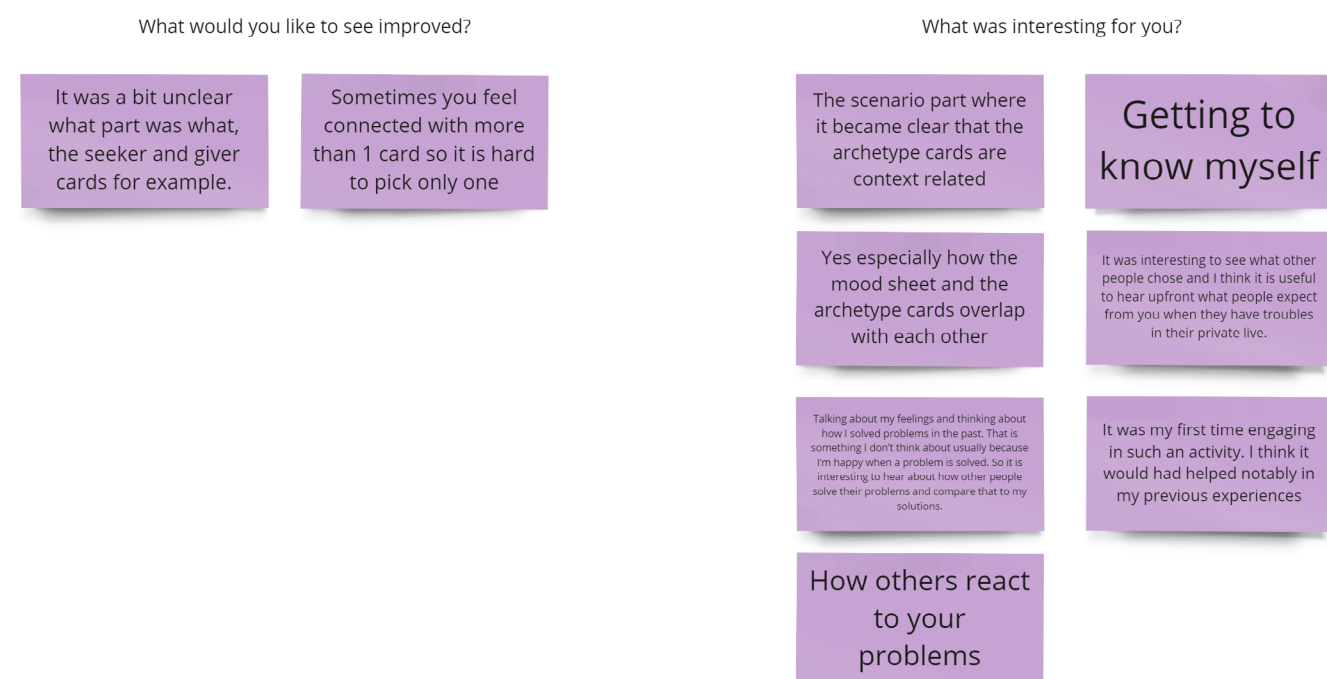 What would you like to see improved?
It was a bit unclear
what part was what,
the seeker and giver
cards for example.
Sometimes you feel
connected with more
than 1 card so it is hard
to pick only one
What was interesting for you?
The scenario part where
it became clear that the
archetype cards are
context related
Getting to
know myself
Yes especially how the
mood sheet and the
archetype cards overlap
with each other
It was interesting to see what other
people chose and I think it is useful
to hear upfront what people expect
from you when they have troubles
in their private live.
Talking about my feelings and thinking about
how I solved problems in the past. That is
something I don't think about usually because
I'm happy when a problem is solved. So it is
interesting to hear about how other people
solve their problems and compare that to my
solutions.
It was my first time engaging
in such an activity. I think it
would had helped notably in
my previous experiences
How others react
to your
problems